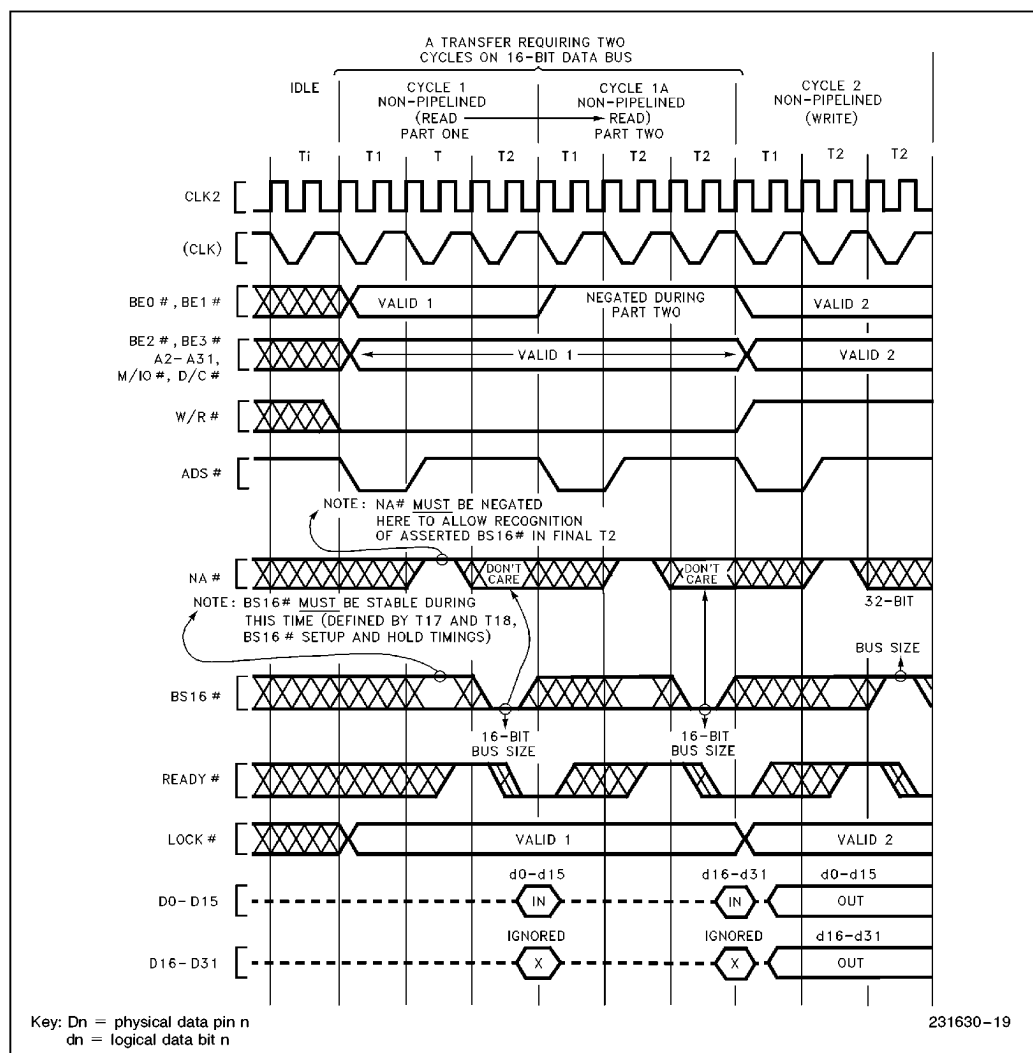 A TRANSFER REQUIRING TWO
CYCLES ON 16-BIT DATA BUS
IDLE
CYCLE 1
NON-PIPELINED
(READ
PART ONE
CYCLE 1A
NON-PIPELINED
READ)
PART TWO
CYCLE 2
NON-PIPELINED
(WRITE)
Ti T1 T T2 T1 T2 T2 T1 T2 T2
CLK2
(CLK)
BE0 #, BE1 #
VALID 1
NEGATED DURING
PART TWO
VALID 2
BE2 #, BE3 #
A2-A31,
M/IO #, D/C #
VALID 1
VALID 2
W/R #
ADS #
NOTE: NA# MUST BE NEGATED
HERE TO ALLOW RECOGNITION
OF ASSERTED BS16# IN FINAL T2
NA #
DON'T
CARE
DON'T
CARE
32-BIT
NOTE: BS16# MUST BE STABLE DURING
THIS TIME (DEFINED BY T17 AND T18,
BS16 # SETUP AND HOLD TIMINGS)
BUS SIZE
BS16 #
16-BIT
BUS SIZE
16-BIT
BUS SIZE
READY #
LOCK #
VALID 1
VALID 2
d0-d15
d16-d31
d0-d15
D0-D15
IN
IN
OUT
IGNORED
IGNORED
d16-d31
D16-D31
X
X
OUT
Key: Dn = physical data pin n
dn = logical data bit n
231630-19